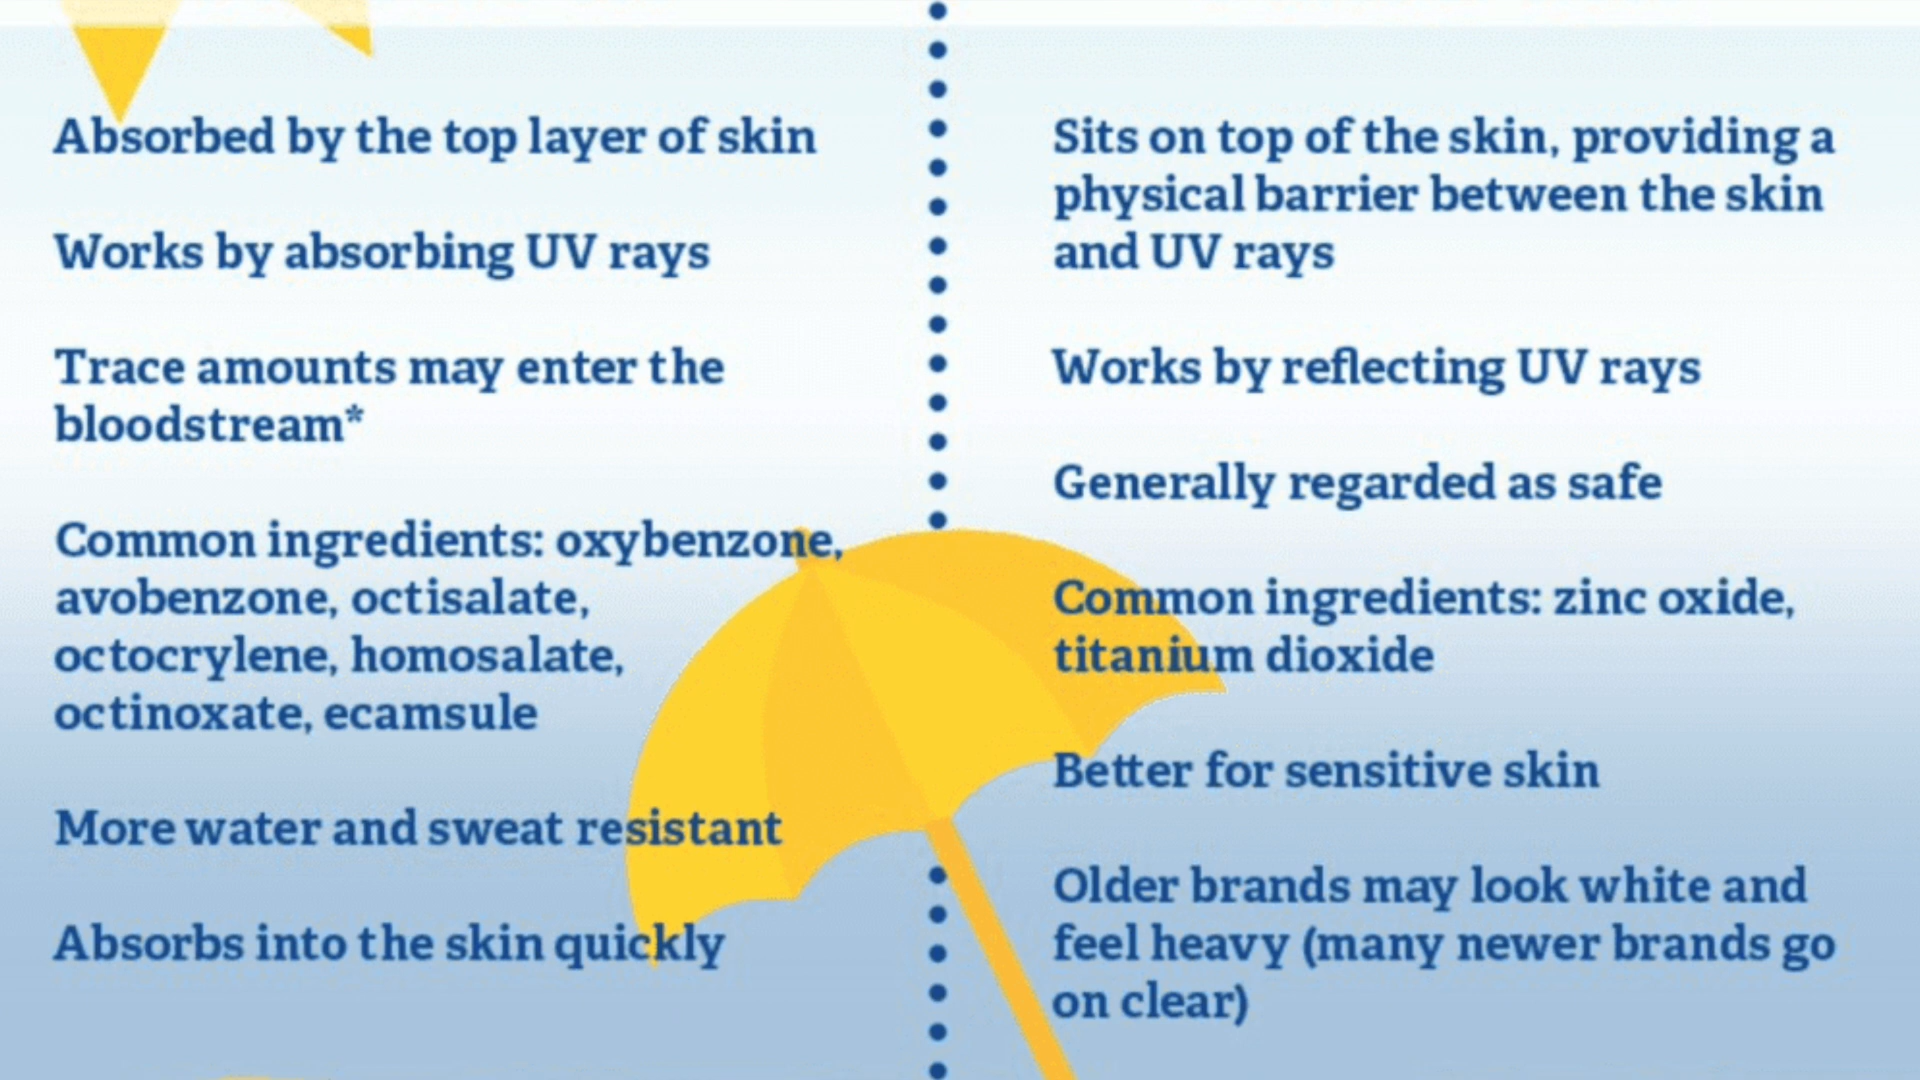 Absorbed by the top layer of skin
Works by absorbing UV rays
Trace amounts may enter the
bloodstream*
Common ingredients: oxybenzone,
avobenzone, octisalate,
octocrylene, homosalate,
octinoxate, ecamsule
More water and sweat resistant
Absorbs into the skin quickly
Sits on top of the skin, providing a
physical barrier between the skin
and UV rays
Works by reflecting UV rays
Generally regarded as safe
Common ingredients: zinc oxide,
titanium dioxide
Better for sensitive skin
Older brands may look white and
feel heavy (many newer brands go
on clear)